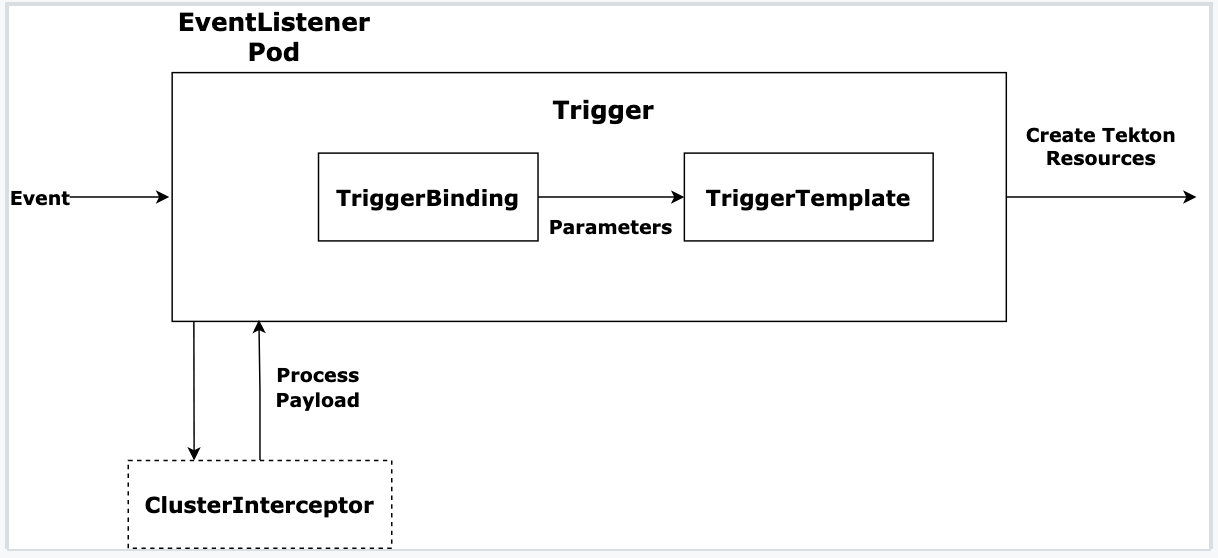 EventListener
Pod
Trigger
Event
TriggerBinding
Parameters
TriggerTemplate
Create Tekton
Resources
Process
Payload
ClusterInterceptor